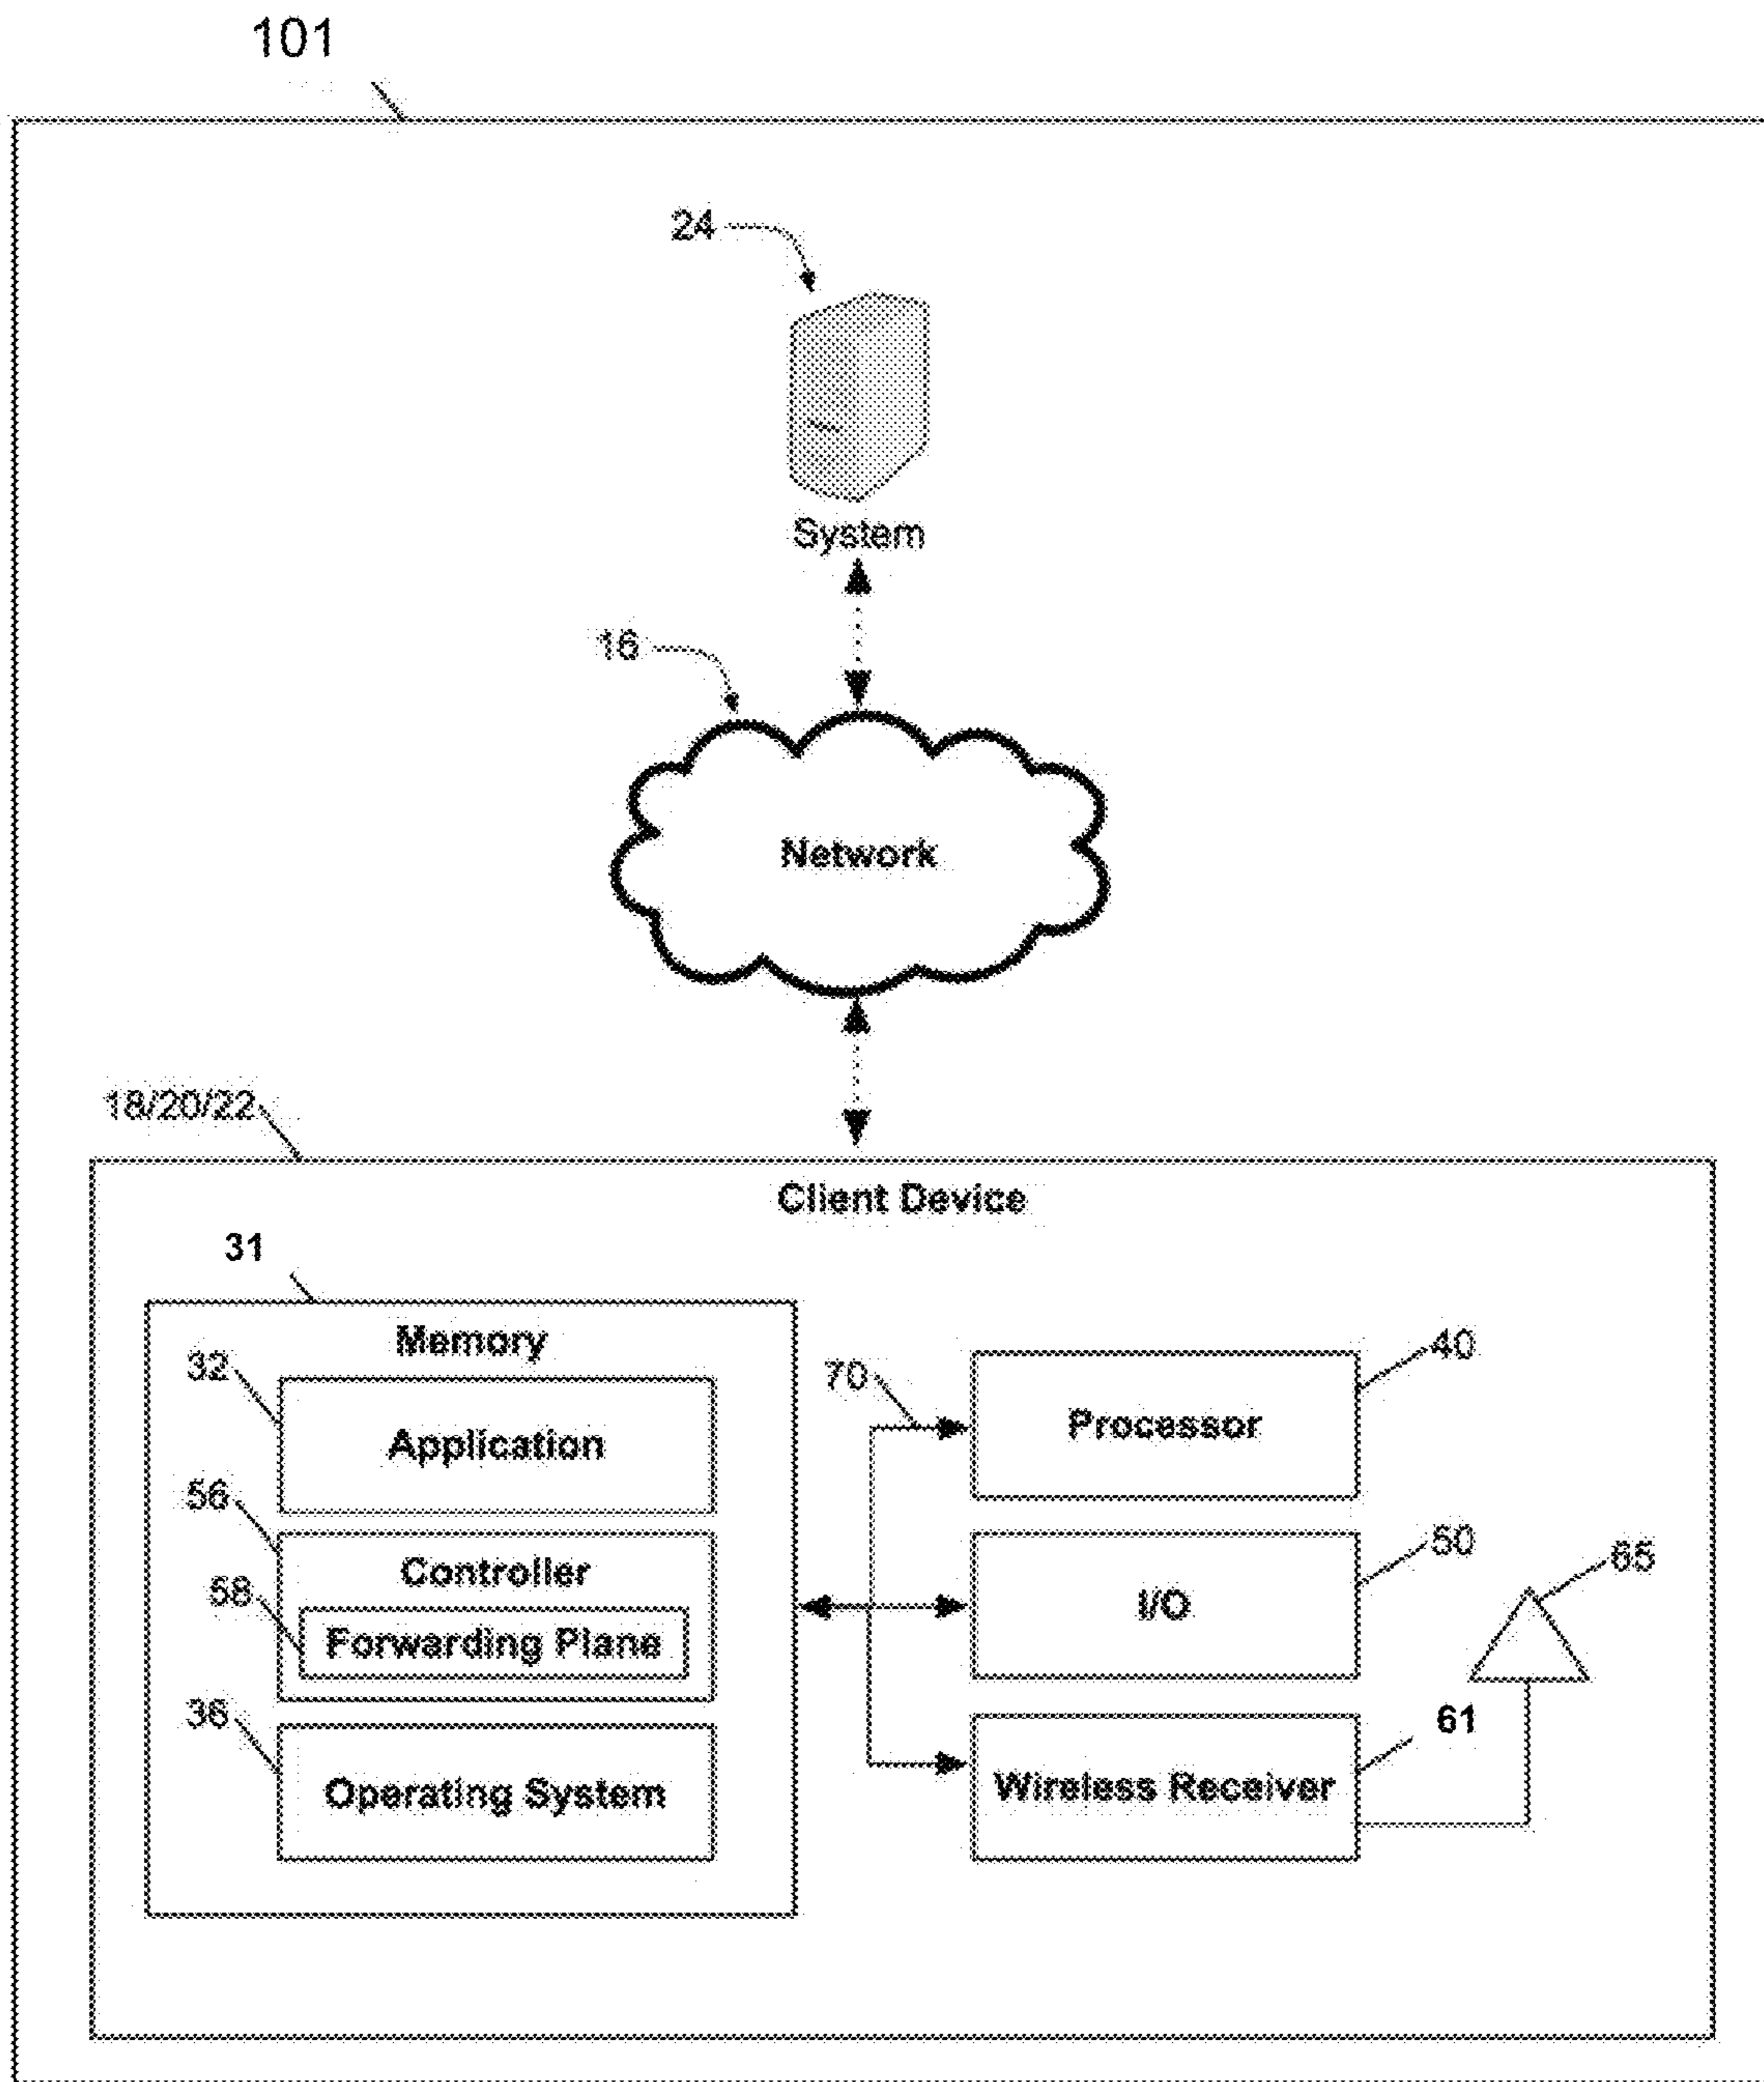 101
24
System
16
Network
18/20/22
Client Device
31
Memory
32
Application
56
Controller
58
Forwarding Plane
36
Operating System
70
40
Processor
50
I/O
65
61
Wireless Receiver